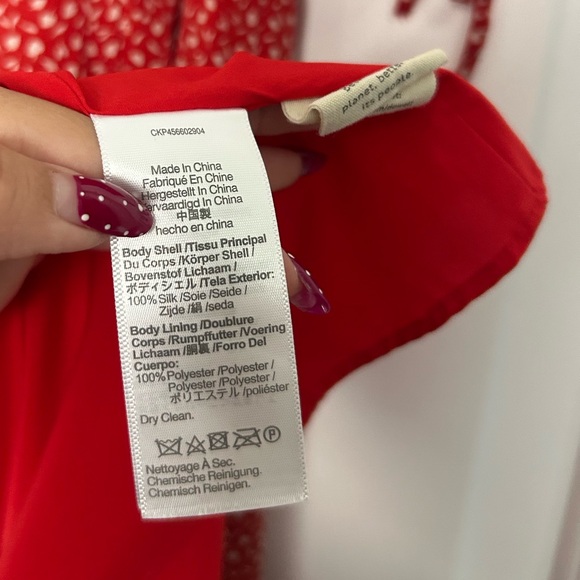 planet, bett
its people.
CKP456602904
Made In China
Fabriqué En Chine
Hergestellt In China
ervaardigd In China
中国製
hecho en china
Body Shell /Tissu Principal
Du Corps /Körper Shell /
Bovenstof Lichaam /
ボディシェル /Tela Exterior:
100% Silk /Soie /Seide /
Zijde /絹 /seda
Body Lining /Doublure
Corps /Rumpffutter /Voering
Lichaam /胴裏 /Forro Del
Cuerpo:
100% Polyester /Polyester /
Polyester /Polyester /
ポリエステル /poliéster
Dry Clean.
P
Nettoyage À Sec.
Chemische Reinigung.
Chemisch Reinigen.